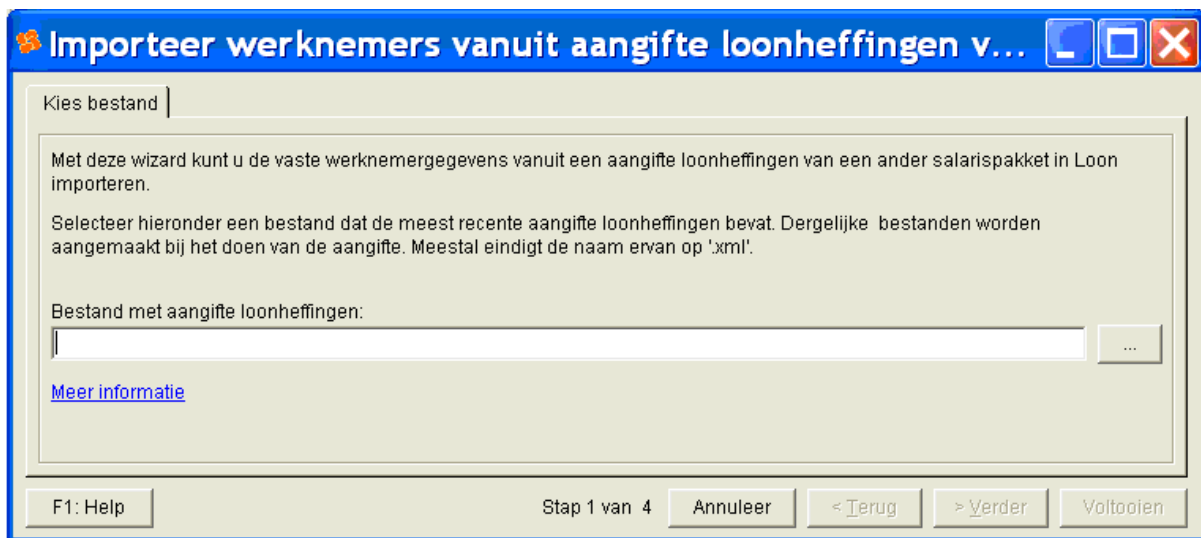 Importeer werknemers vanuit aangifte loonheffingen v...
Kies bestand
Met deze wizard kunt u de vaste werknemergegevens vanuit een aangifte loonheffingen van een ander salarispakket in Loon
importeren.
Selecteer hieronder een bestand dat de meest recente aangifte loonheffingen bevat. Dergelijke bestanden worden
aangemaakt bij het doen van de aangifte. Meestal eindigt de naam ervan op '.xml'.
Bestand met aangifte loonheffingen:
...
Meer informatie
F1: Help Stap 1 van 4 Annuleer < Terug > Verder Voltooien